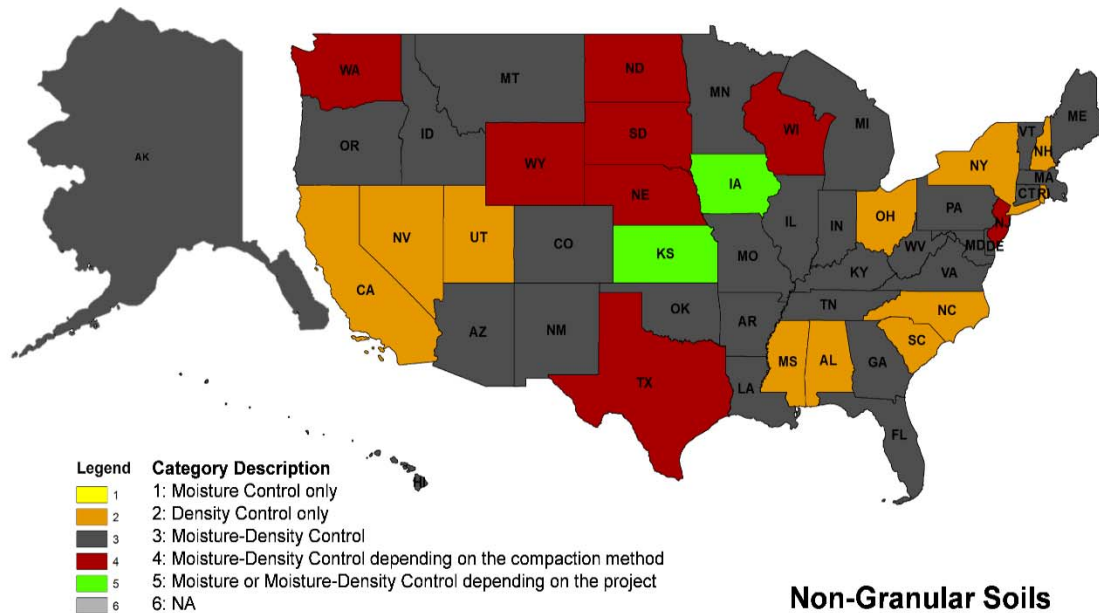 WA
MT
ND
MN
ME
VT
NH
OR
ID
SD
WI
MI
NY
MA
CT
RI
AK
WY
IA
NE
PA
NJ
NV
UT
CO
IL
IN
OH
MD
DE
WV
CA
KS
MO
KY
VA
AZ
NM
OK
AR
TN
NC
SC
MS
AL
GA
TX
LA
FL
HI
Legend Category Description
1 1: Moisture Control only
2 2: Density Control only
3 3: Moisture-Density Control
4 4: Moisture-Density Control depending on the compaction method
5 5: Moisture or Moisture-Density Control depending on the project
6 6: NA
Non-Granular Soils